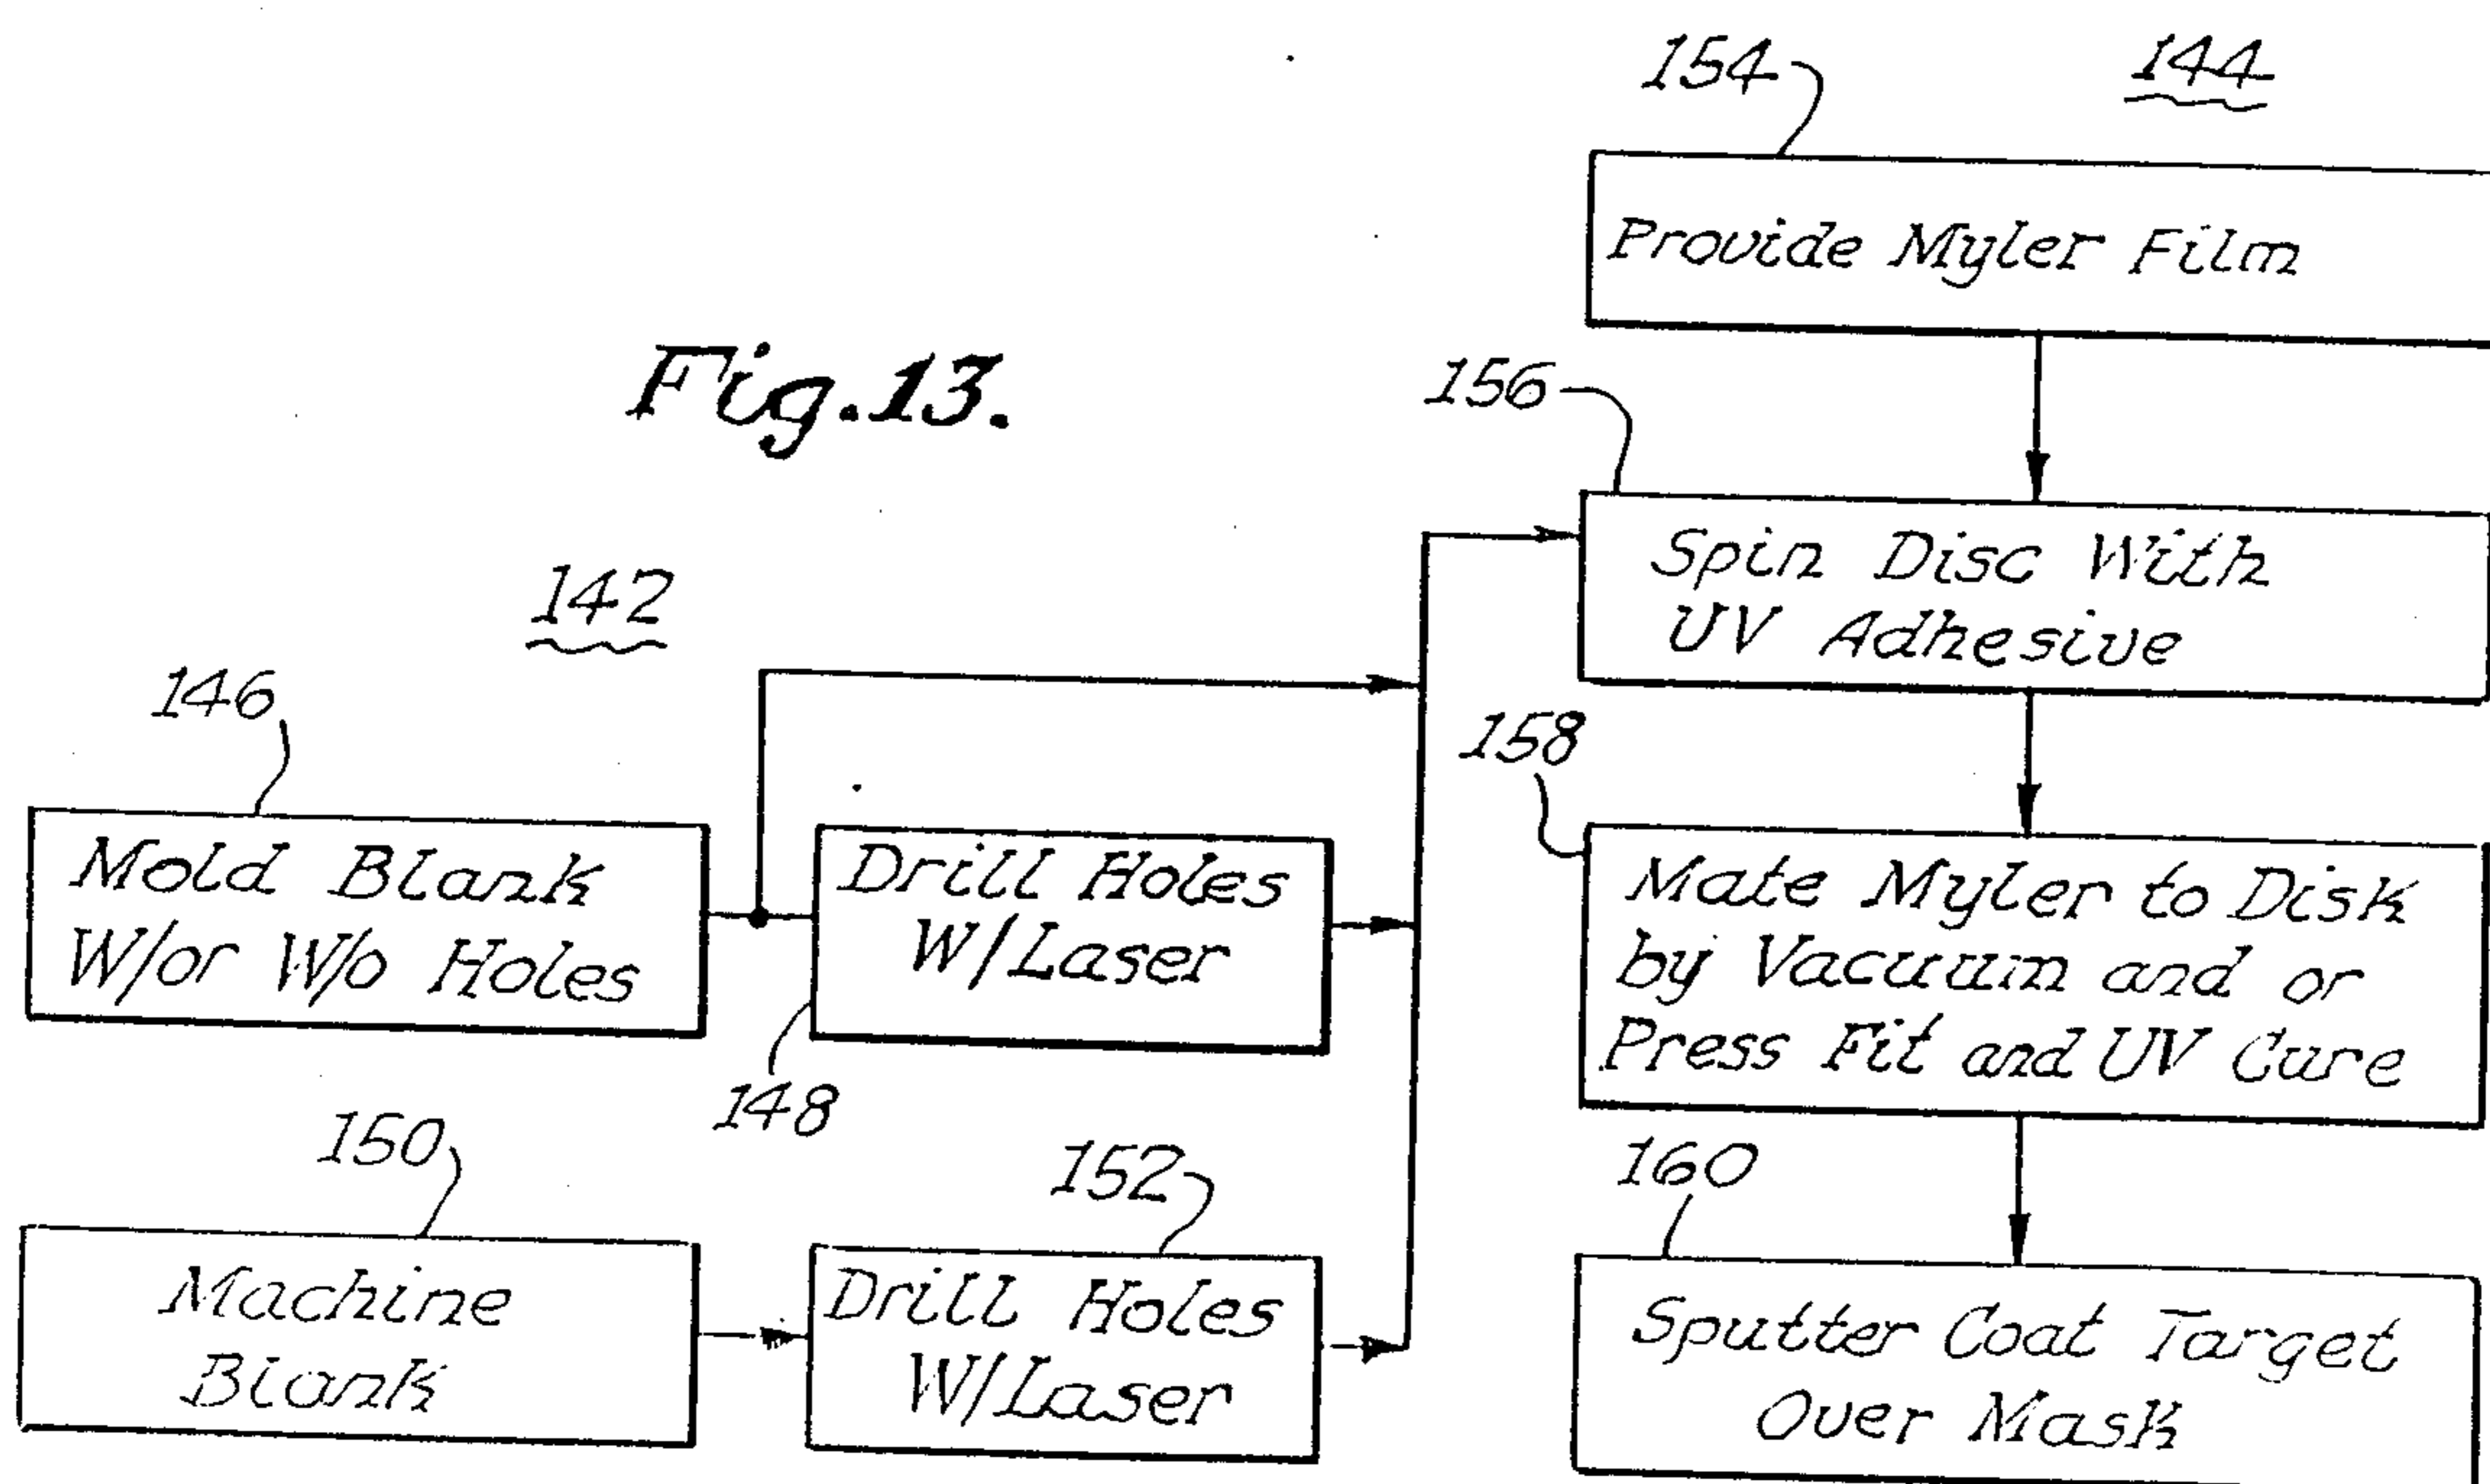 154
144
Provide Myler Film
Fig.13.
156
Spin Disc With
UV Adhesive
142
146
158
Mold Blank
W/or W/o Holes
Drill Holes
W/Laser
148
Mate Myler to Disk
by Vacuum and or
Press Fit and UV Cure
150
152
160
Machine
Blank
Drill Holes
W/Laser
Sputter Coat Target
Over Mask